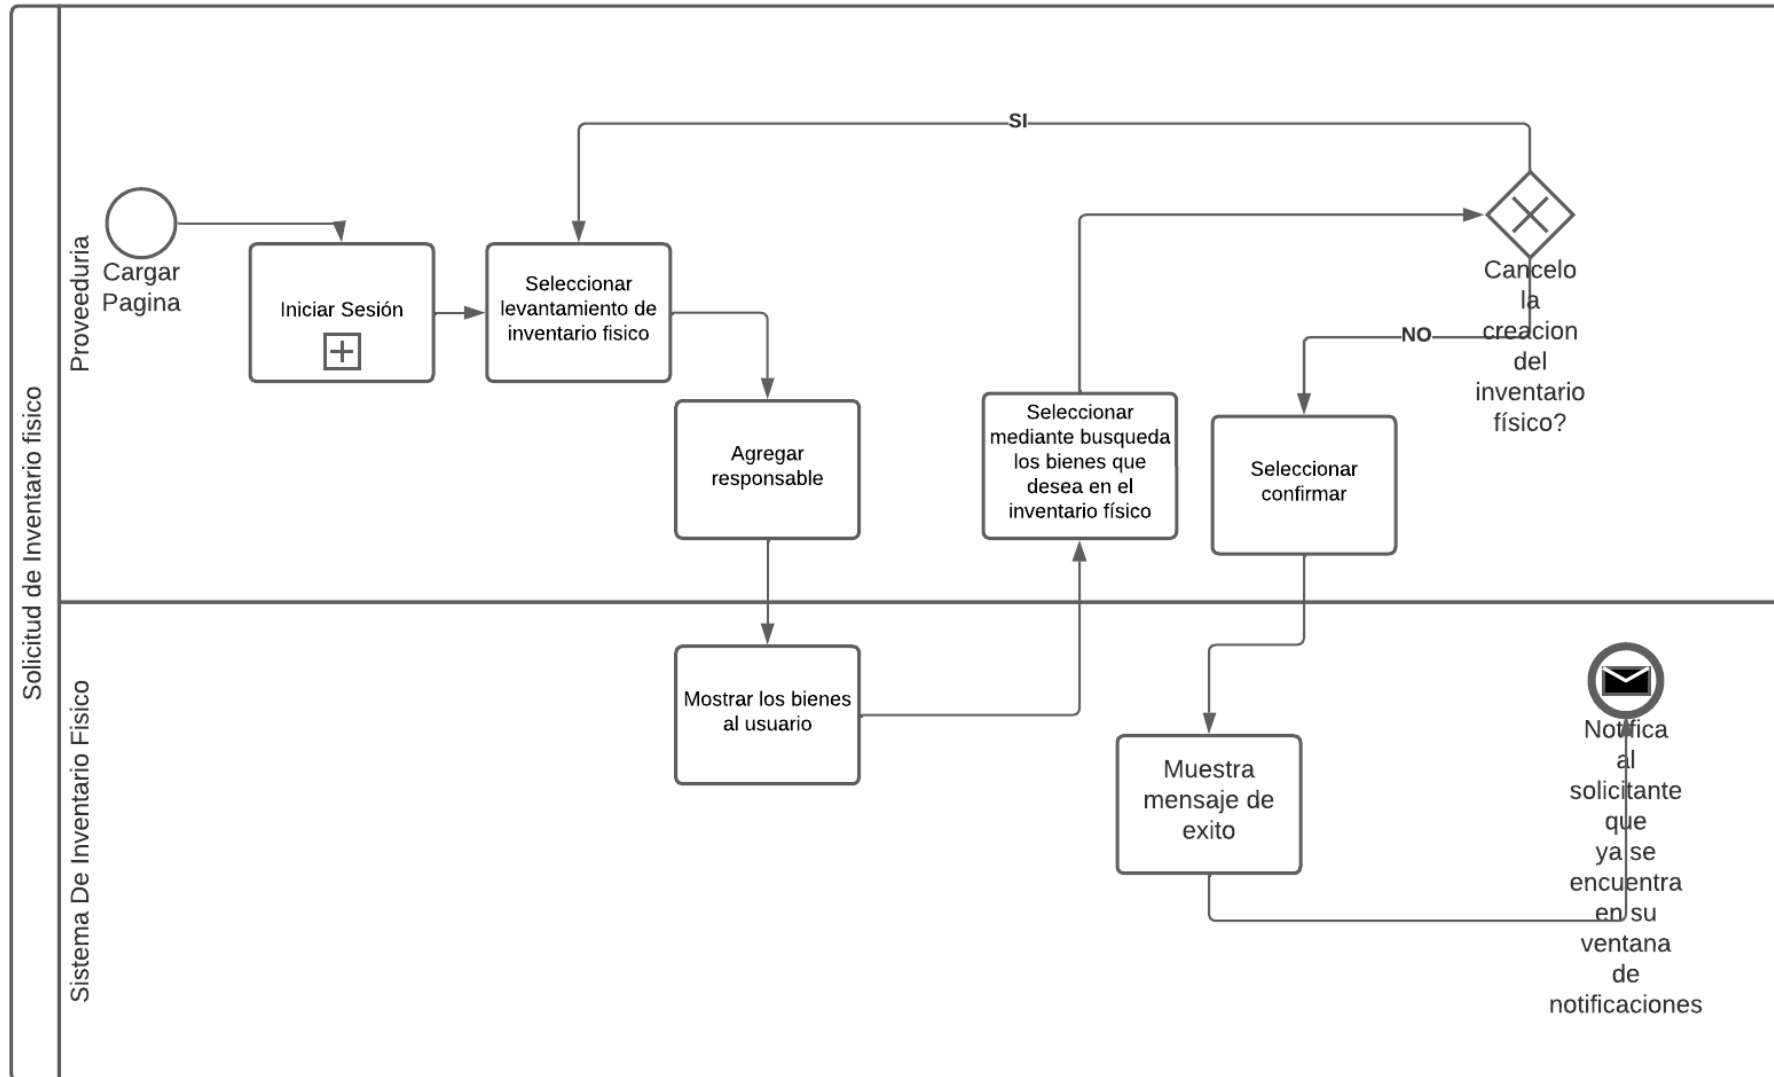 Solicitud de Inventario fisico
Proveeduria
Cargar
Pagina
Iniciar Sesión
Seleccionar
levantamiento de
inventario fisico
Agregar
responsable
Seleccionar
mediante busqueda
los bienes que
desea en el
inventario físico
SI
Cancelo
la
creacion
del
inventario
físico?
NO
Seleccionar
confirmar
Sistema De Inventario Fisico
Mostrar los bienes
al usuario
Muestra
mensaje de
exito
Notifica
al
solicitante
que
ya se
encuentra
en su
ventana
de
notificaciones